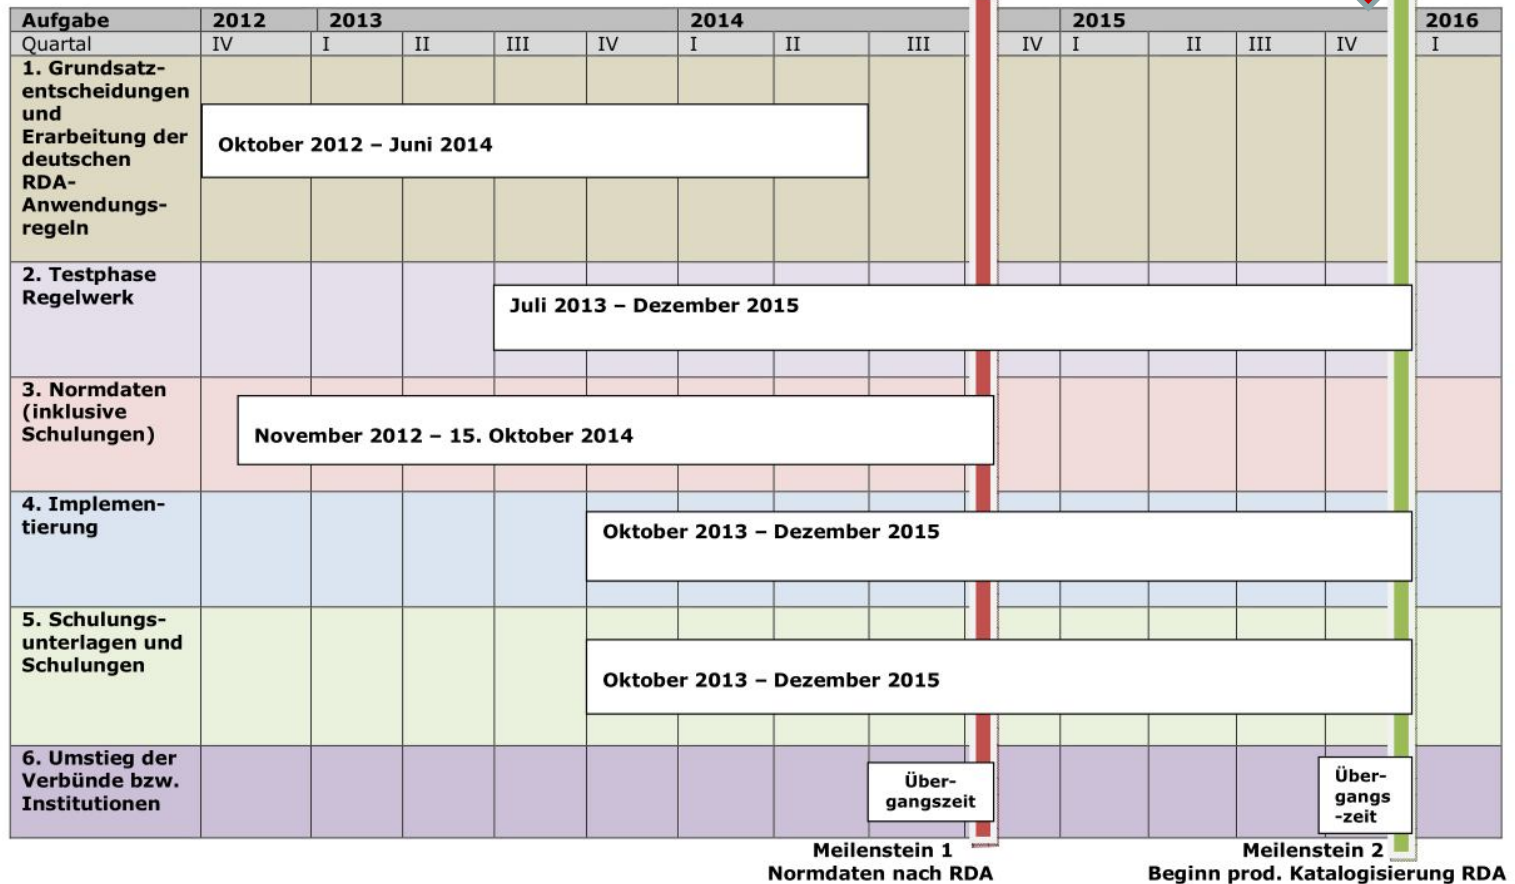 Aufgabe 2012 2013 2014 2015 2016
Quartal IV I II III IV I II III IV I II III IV I
1. Grundsatz-
entscheidungen
und
Erarbeitung der
deutschen
RDA-
Anwendungs-
regeln
Oktober 2012 – Juni 2014
2. Testphase
Regelwerk
Juli 2013 – Dezember 2015
3. Normdaten
(inklusive
Schulungen)
November 2012 – 15. Oktober 2014
4. Implemen-
tierung
Oktober 2013 – Dezember 2015
5. Schulungs-
unterlagen und
Schulungen
Oktober 2013 – Dezember 2015
6. Umstieg der
Verbünde bzw.
Institutionen
Über-
gangszeit
Über-
gangs
-zeit
Meilenstein 1
Normdaten nach RDA
Meilenstein 2
Beginn prod. Katalogisierung RDA